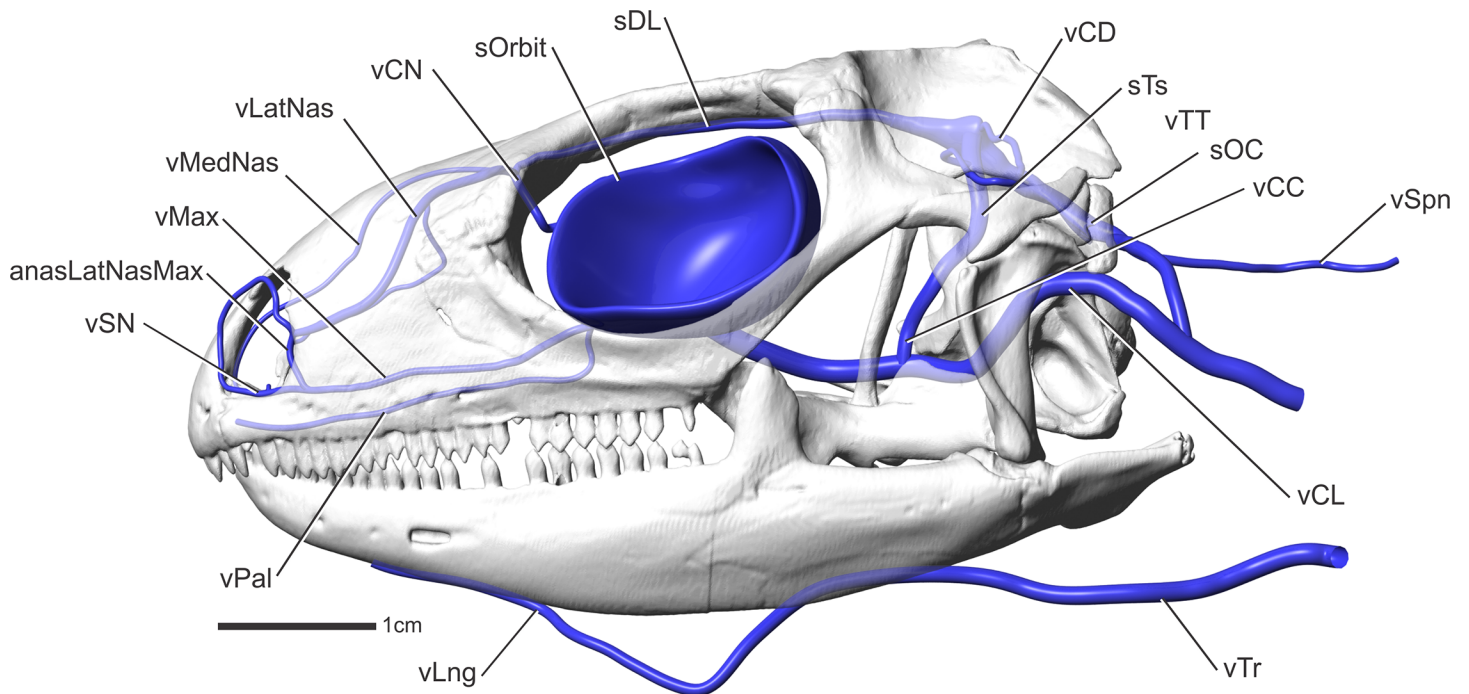 sDL
vCD
sOrbit
vCN
sTs
vLatNas
vTT
vMedNas
sOC
vCC
vMax
vSpn
anasLatNasMax
vSN
vCL
vPal
1cm
vLng
vTr